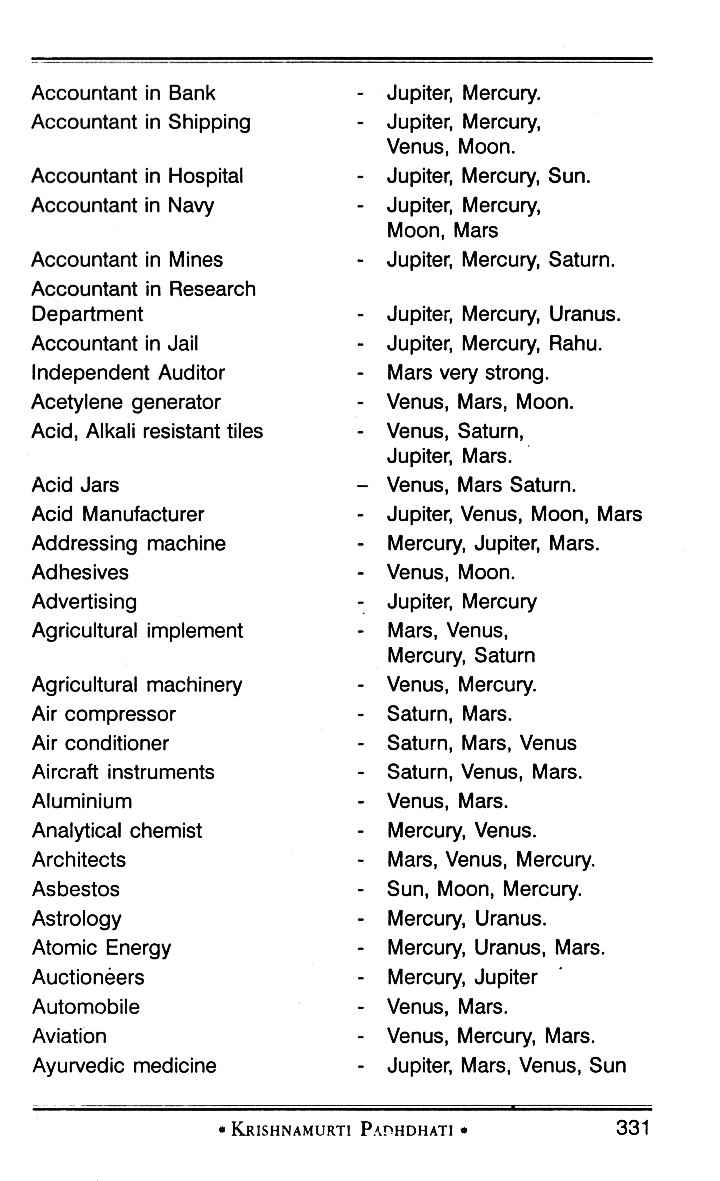 Accountant in Bank - Jupiter, Mercury.
Accountant in Shipping - Jupiter, Mercury,
Venus, Moon.
Accountant in Hospital - Jupiter, Mercury, Sun.
Accountant in Navy - Jupiter, Mercury,
Moon, Mars
Accountant in Mines - Jupiter, Mercury, Saturn.
Accountant in Research
Department - Jupiter, Mercury, Uranus.
Accountant in Jail - Jupiter, Mercury, Rahu.
Independent Auditor - Mars very strong.
Acetylene generator - Venus, Mars, Moon.
Acid, Alkali resistant tiles - Venus, Saturn,
Jupiter, Mars.
Acid Jars – Venus, Mars Saturn.
Acid Manufacturer - Jupiter, Venus, Moon, Mars
Addressing machine - Mercury, Jupiter, Mars.
Adhesives - Venus, Moon.
Advertising - Jupiter, Mercury
Agricultural implement - Mars, Venus,
Mercury, Saturn
Agricultural machinery - Venus, Mercury.
Air compressor - Saturn, Mars.
Air conditioner - Saturn, Mars, Venus
Aircraft instruments - Saturn, Venus, Mars.
Aluminium - Venus, Mars.
Analytical chemist - Mercury, Venus.
Architects - Mars, Venus, Mercury.
Asbestos - Sun, Moon, Mercury.
Astrology - Mercury, Uranus.
Atomic Energy - Mercury, Uranus, Mars.
Auctioneers - Mercury, Jupiter
Automobile - Venus, Mars.
Aviation - Venus, Mercury, Mars.
Ayurvedic medicine - Jupiter, Mars, Venus, Sun
• KRISHNAMURTI PADHDHATI • 331